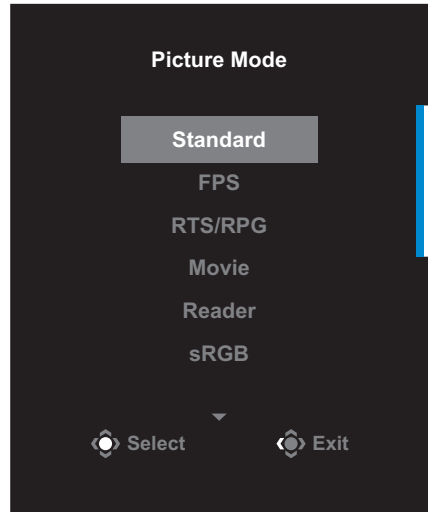 Picture Mode
Standard
FPS
RTS/RPG
Movie
Reader
sRGB
Select Exit